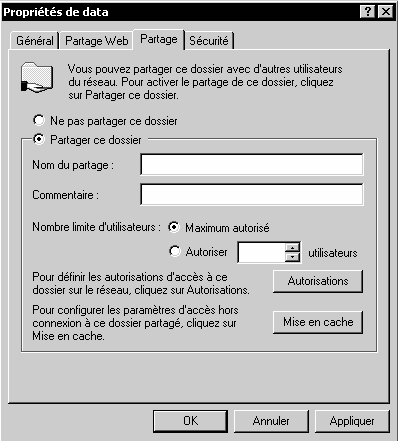 Propriétés de data
Général Partage Web Partage Sécurité
Vous pouvez partager ce dossier avec d'autres utilisateurs
du réseau. Pour activer le partage de ce dossier, cliquez
sur Partager ce dossier.
Ne pas partager ce dossier
Partager ce dossier
Nom du partage :
Commentaire :
Nombre limite d'utilisateurs : Maximum autorisé
Autoriser utilisateurs
Pour définir les autorisations d'accès à ce
dossier sur le réseau, cliquez sur Autorisations.
Autorisations
Pour configurer les paramètres d'accès hors
connexion à ce dossier partagé, cliquez sur
Mise en cache.
Mise en cache
OK Annuler Appliquer